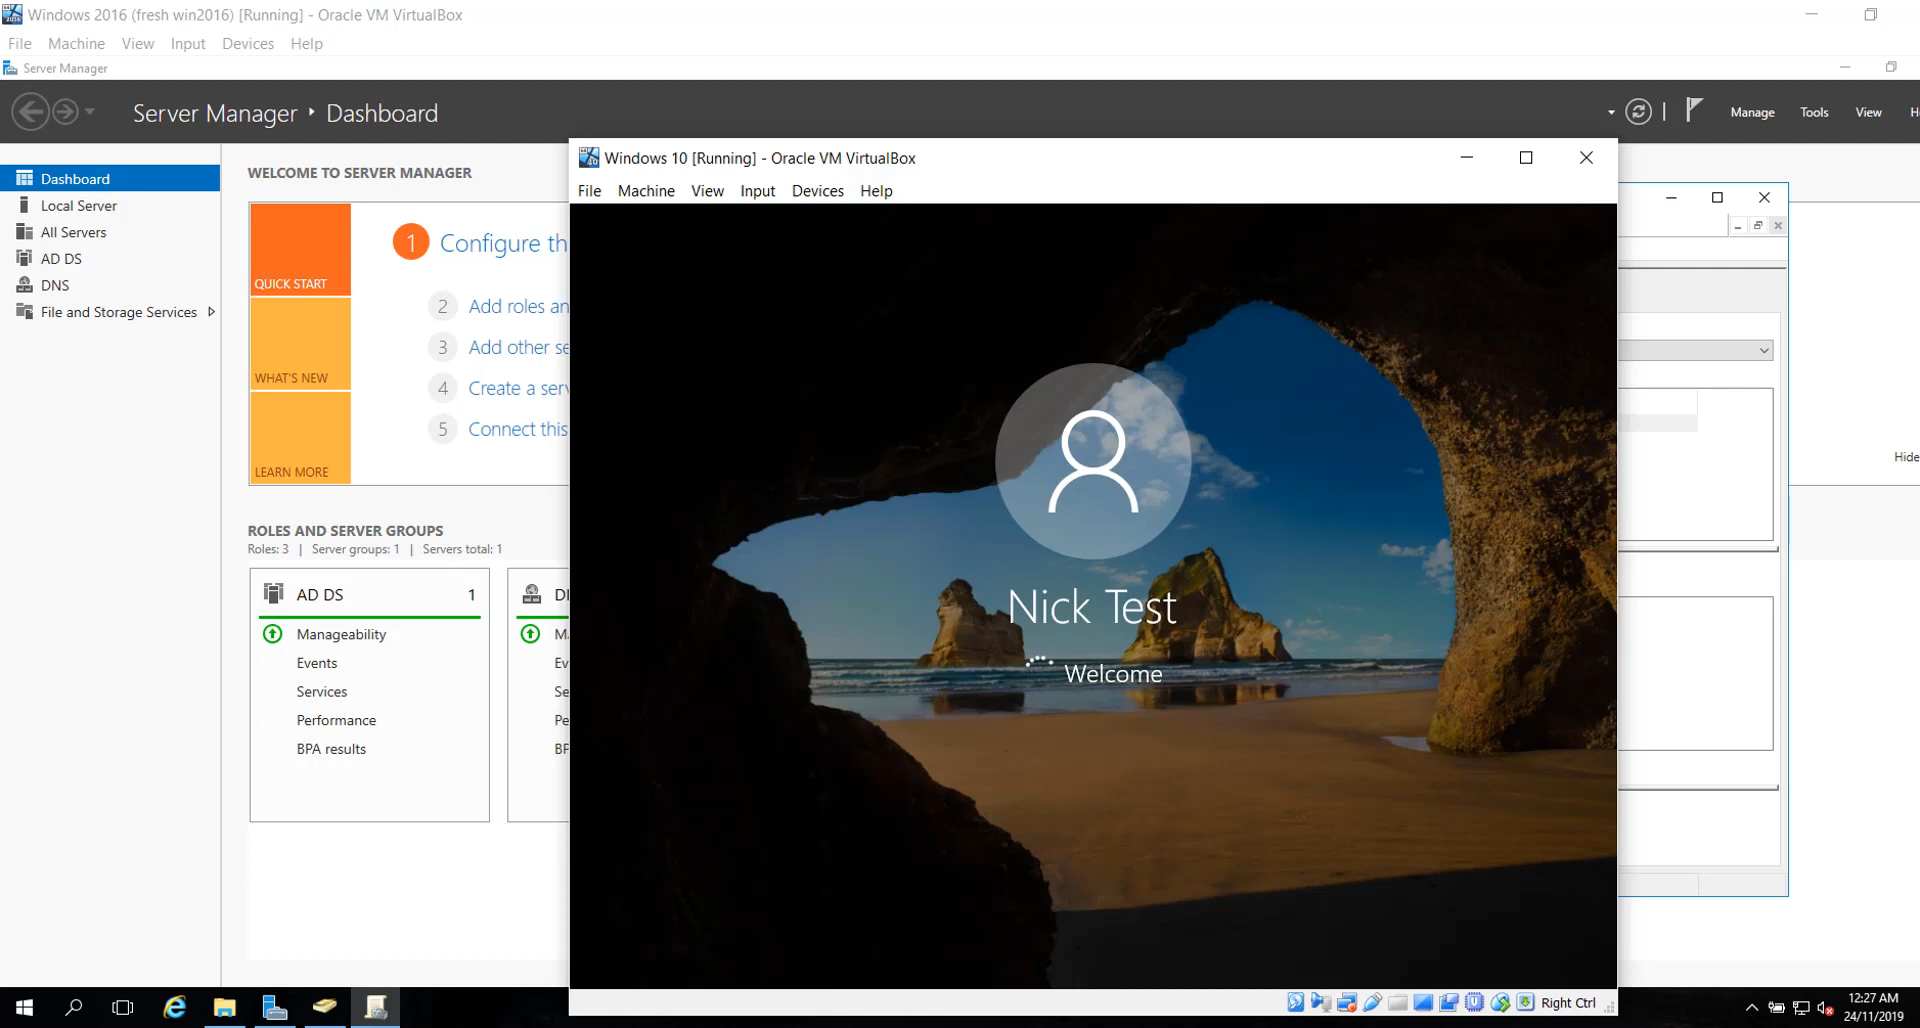 Windows 2016 (fresh win2016) [Running] - Oracle VM VirtualBox
File Machine View Input Devices Help
Server Manager
Server Manager Dashboard
Manage Tools View
Dashboard
Local Server
All Servers
AD DS
DNS
File and Storage Services
WELCOME TO SERVER MANAGER
QUICK START
WHAT'S NEW
LEARN MORE
1 Configure th
2 Add roles an
3 Add other se
4 Create a serv
5 Connect this
Hide
ROLES AND SERVER GROUPS
Roles: 3 | Server groups: 1 | Servers total: 1
AD DS 1
Manageability
Events
Services
Performance
BPA results
Windows 10 [Running] - Oracle VM VirtualBox
File Machine View Input Devices Help
Nick Test
Welcome
Right Ctrl
12:27 AM
24/11/2019